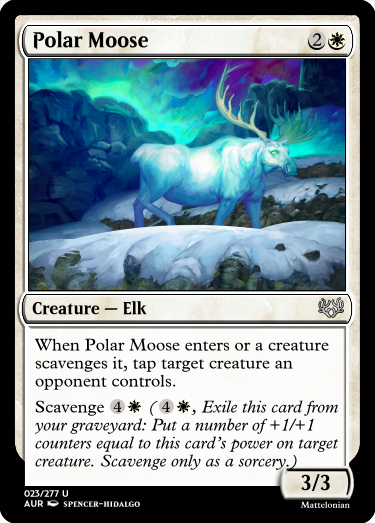 Polar Moose 2
When Polar Moose enters or a creature
scavenges it, tap target creature an
opponent controls.
Creature — Elk
Scavenge 4 ( 4 , Exile this card from
your graveyard: Put a number of +1/+1
counters equal to this card's power on target
creature. Scavenge only as a sorcery.)
3/3
023/277 U
AUR SPENCER-HIDALGO
Mattelonian